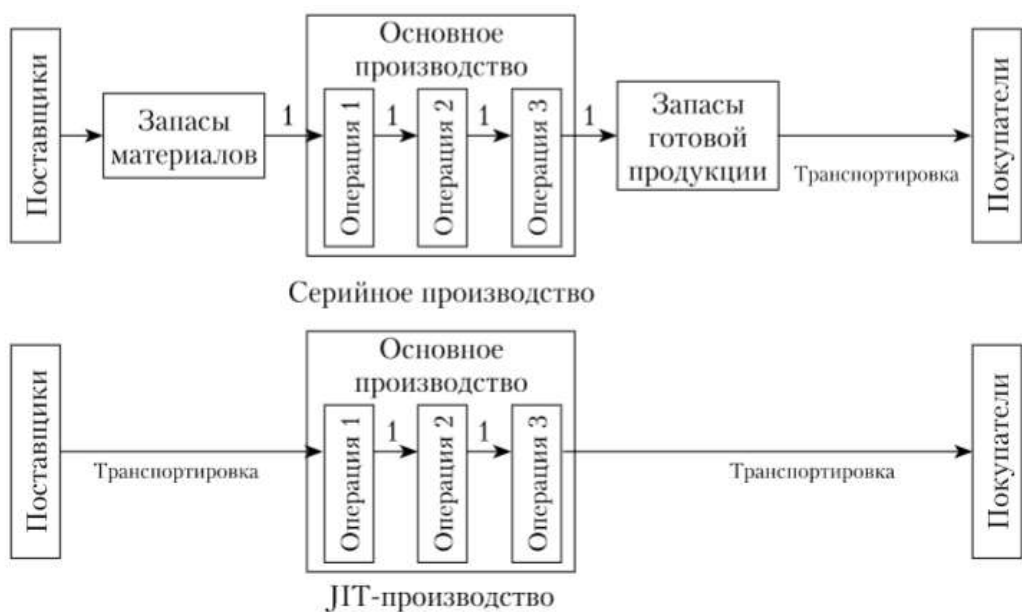 Поставщики
Запасы
материалов
1
Основное
производство
Операция 1
1
Операция 2
1
Операция 3
1
Запасы
готовой
продукции
Транспортировка
Покупатели
Серийное производство
Поставщики
Транспортировка
Основное
производство
Операция 1
1
Операция 2
1
Операция 3
Транспортировка
Покупатели
JIT-производство